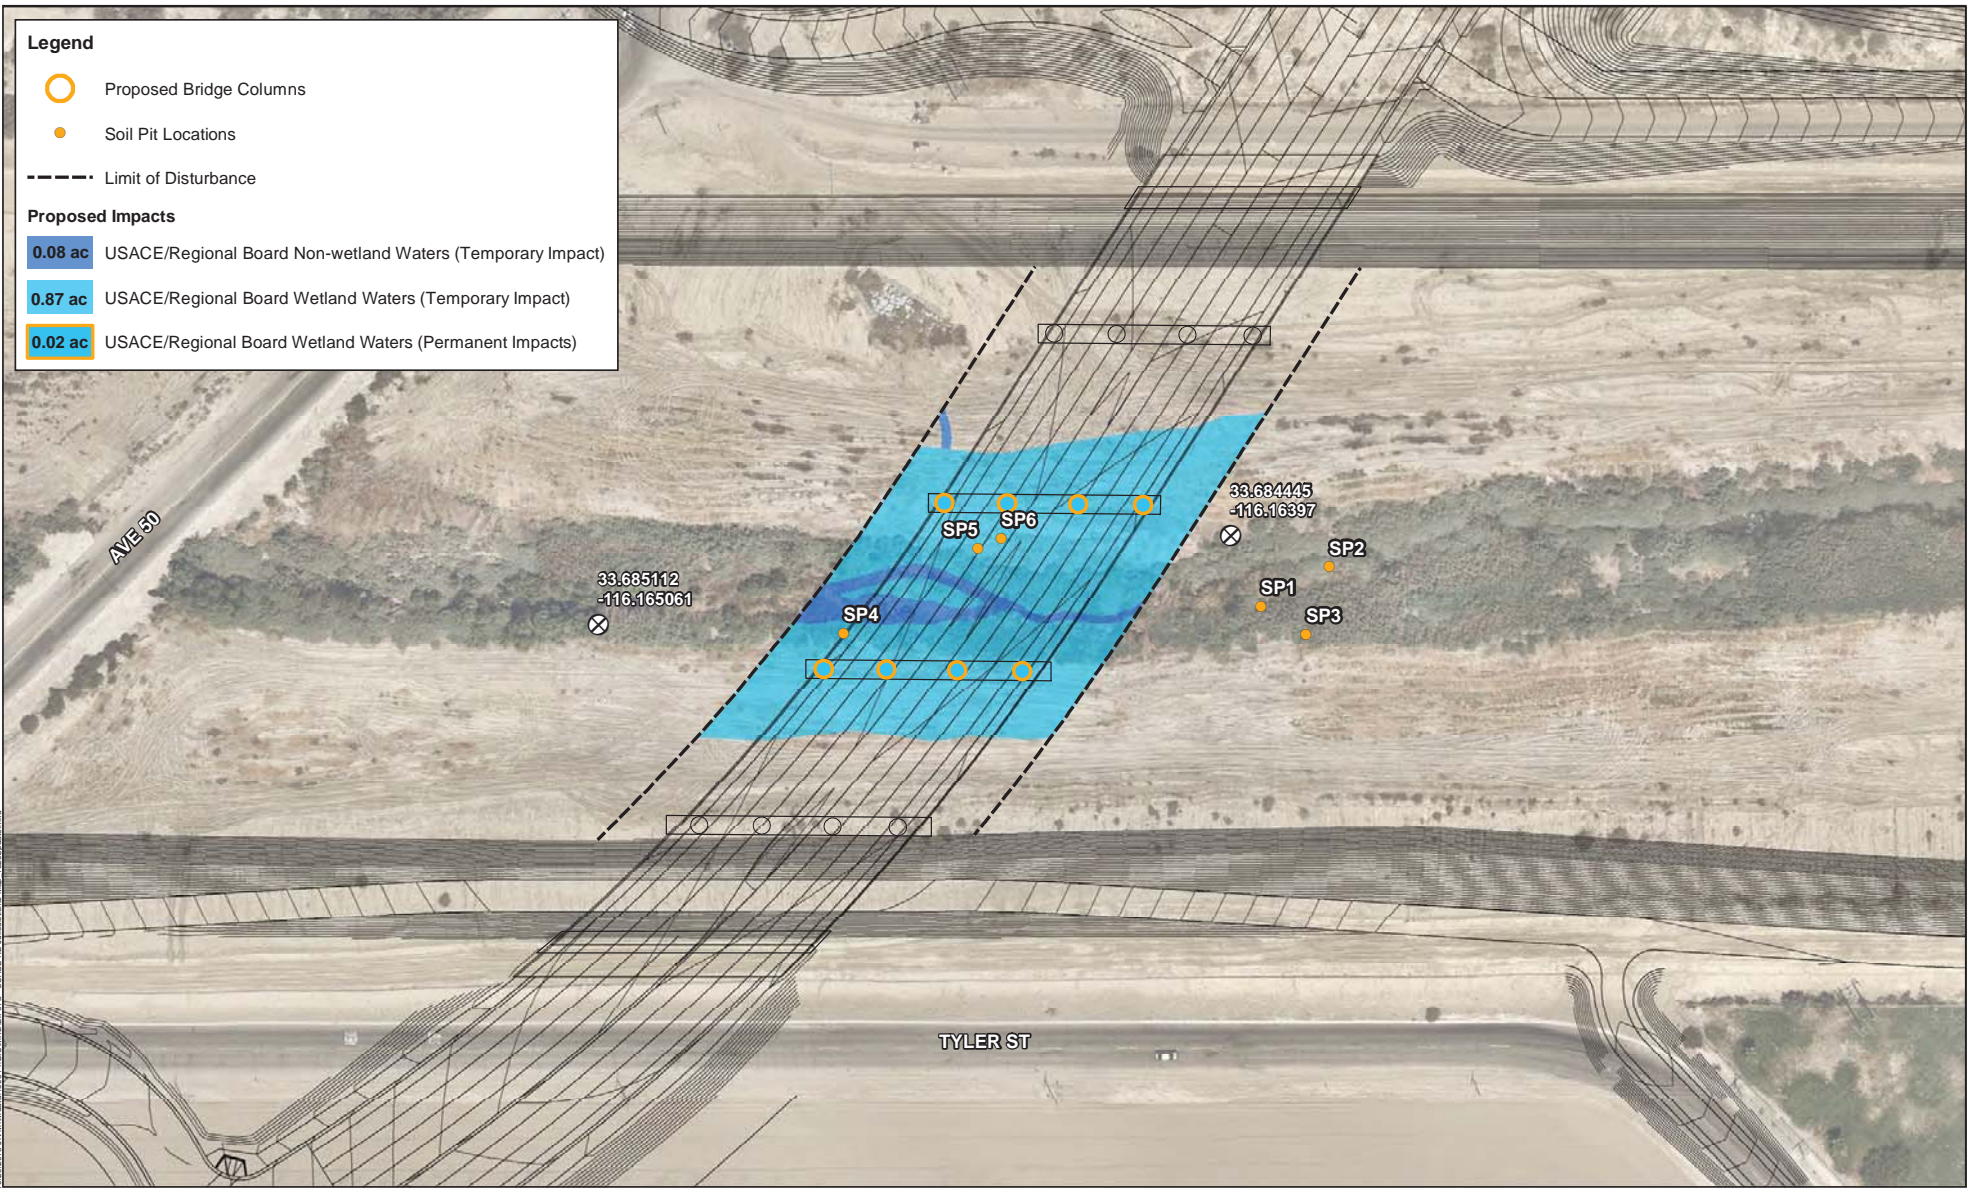 Legend
Proposed Bridge Columns
Soil Pit Locations
Limit of Disturbance
Proposed Impacts
0.08 ac USACE/Regional Board Non-wetland Waters (Temporary Impact)
0.87 ac USACE/Regional Board Wetland Waters (Temporary Impact)
0.02 ac USACE/Regional Board Wetland Waters (Permanent Impacts)
AVE 50
33.684445
-116.16397
SP6
SP5
SP2
33.685112
-116.165061
SP1
SP4
SP3
TYLER ST